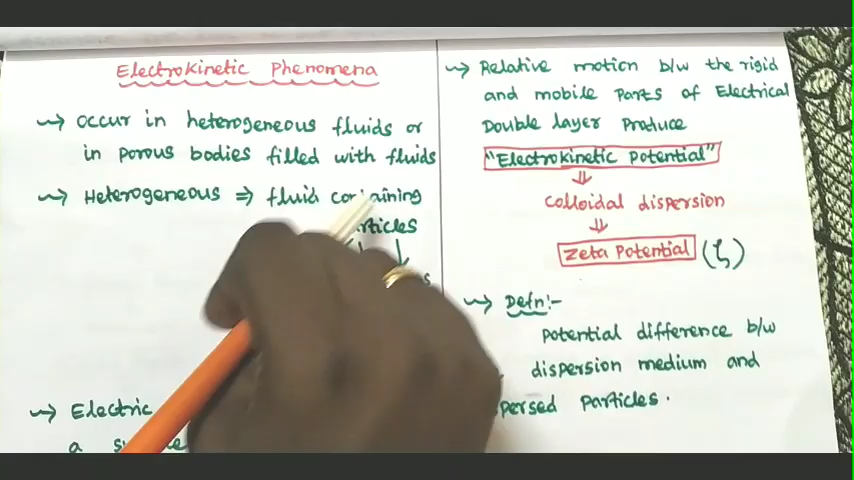 Electrokinetic Phenomena
↝ occur in heterogeneous fluids or
in porous bodies filled with fluids
↝ Heterogeneous ⇒ fluid containing
↝ Electric
a
↝ Relative motion b/w the rigid
and mobile parts of Electrical
Double layer produce
"Electrokinetic Potential"
⇓
colloidal dispersion
⇓
Zeta Potential (ζ)
↝ Defn:-
Potential difference b/w
dispersion medium and
particles.